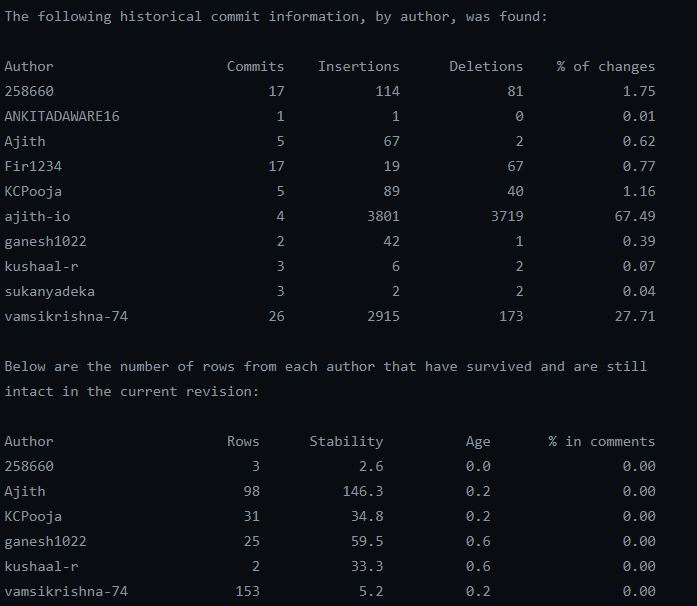 The following historical commit information, by author, was found:
Author Commits Insertions Deletions % of changes
258660 17 114 81 1.75
ANKITADAWARE16 1 1 0 0.01
Ajith 5 67 2 0.62
Fir1234 17 19 67 0.77
KCPooja 5 89 40 1.16
ajith-io 4 3801 3719 67.49
ganesh1022 2 42 1 0.39
kushaal-r 3 6 2 0.07
sukanyadeka 3 2 2 0.04
vamsikrishna-74 26 2915 173 27.71
Below are the number of rows from each author that have survived and are still
intact in the current revision:
Author Rows Stability Age % in comments
258660 3 2.6 0.0 0.00
Ajith 98 146.3 0.2 0.00
KCPooja 31 34.8 0.2 0.00
ganesh1022 25 59.5 0.6 0.00
kushaal-r 2 33.3 0.6 0.00
vamsikrishna-74 153 5.2 0.2 0.00